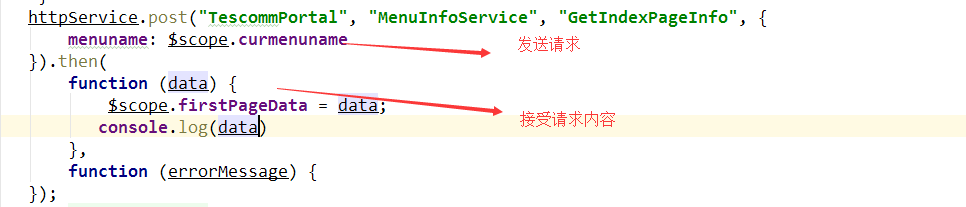 httpService.post("TescommPortal", "MenuInfoService", "GetIndexPageInfo", {
menuname: $scope.curmenuname
发送请求
}).then(
function (data) {
$scope.firstPageData = data;
接受请求内容
console.log(data)
},
function (errorMessage) {
});